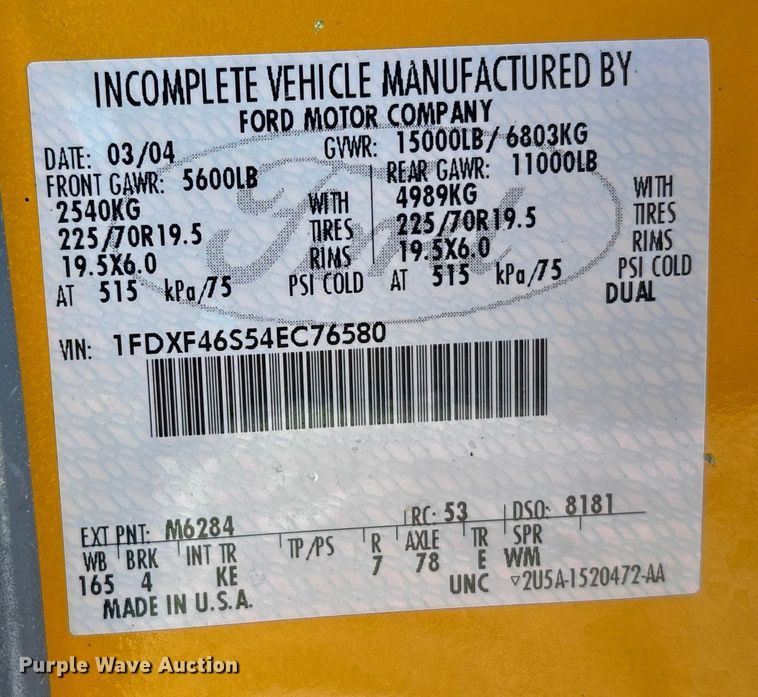 INCOMPLETE VEHICLE MANUFACTURED BY
FORD MOTOR COMPANY
DATE: 03/04 GVWR: 15000LB / 6803KG
FRONT GAWR: 5600LB REAR GAWR: 11000LB
2540KG WITH 4989KG WITH
225/70R19.5 TIRES 225/70R19.5 TIRES
19.5X6.0 RIMS 19.5X6.0 RIMS
AT 515 kPa/75 PSI COLD AT 515 kPa/75 PSI COLD
DUAL
Ford
VIN: 1FDXF46S54EC76580
EXT PNT: M6284 RC: 53 DSO: 8181
WB BRK INT TR TP/PS R AXLE TR SPR
165 4 KE 7 78 E WM
UNC ▽2U5A-1520472-AA
MADE IN U.S.A.
Purple Wave Auction